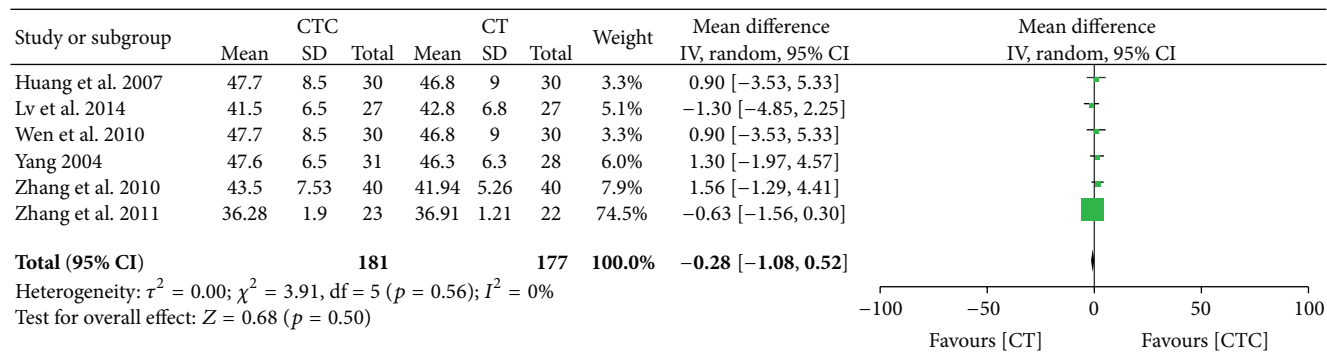 Study or subgroup CTC CT Weight Mean difference Mean difference
Mean SD Total Mean SD Total IV, random, 95% CI IV, random, 95% CI
Huang et al. 2007 47.7 8.5 30 46.8 9 30 3.3% 0.90 [−3.53, 5.33]
Lv et al. 2014 41.5 6.5 27 42.8 6.8 27 5.1% −1.30 [−4.85, 2.25]
Wen et al. 2010 47.7 8.5 30 46.8 9 30 3.3% 0.90 [−3.53, 5.33]
Yang 2004 47.6 6.5 31 46.3 6.3 28 6.0% 1.30 [−1.97, 4.57]
Zhang et al. 2010 43.5 7.53 40 41.94 5.26 40 7.9% 1.56 [−1.29, 4.41]
Zhang et al. 2011 36.28 1.9 23 36.91 1.21 22 74.5% −0.63 [−1.56, 0.30]
Total (95% CI) 181 177 100.0% −0.28 [−1.08, 0.52]
Heterogeneity: τ² = 0.00; χ² = 3.91, df = 5 (p = 0.56); I² = 0%
Test for overall effect: Z = 0.68 (p = 0.50)
−100 −50 0 50 100
Favours [CT] Favours [CTC]